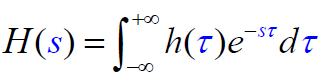 H(s) = ∫_{-∞}^{+∞} h(τ)e^{-sτ}dτ